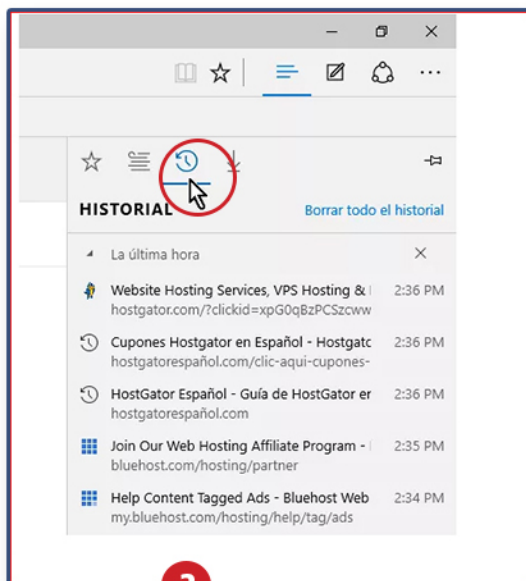 HISTORIAL
Borrar todo el historial
La última hora
Website Hosting Services, VPS Hosting &
2:36 PM
hostgator.com/?clickid=xpG0qBzPCSzcww
Cupones Hostgator en Español - Hostgatc
2:36 PM
hostgatorespañol.com/clic-aqui-cupones-
HostGator Español - Guía de HostGator er
2:36 PM
hostgatorespañol.com
Join Our Web Hosting Affiliate Program -
2:35 PM
bluehost.com/hosting/partner
Help Content Tagged Ads - Bluehost Web
2:34 PM
my.bluehost.com/hosting/help/tag/ads